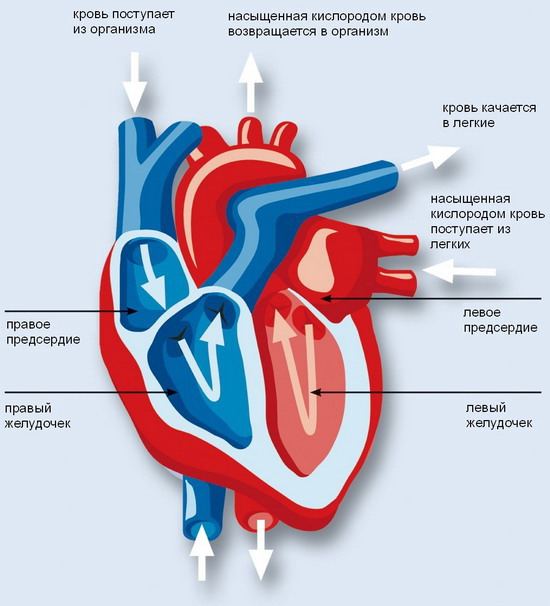 кровь поступает
из организма
насыщенная кислородом кровь
возвращается в организм
кровь качается
в легкие
насыщенная
кислородом кровь
поступает из
легких
правое
предсердие
левое
предсердие
правый
желудочек
левый
желудочек